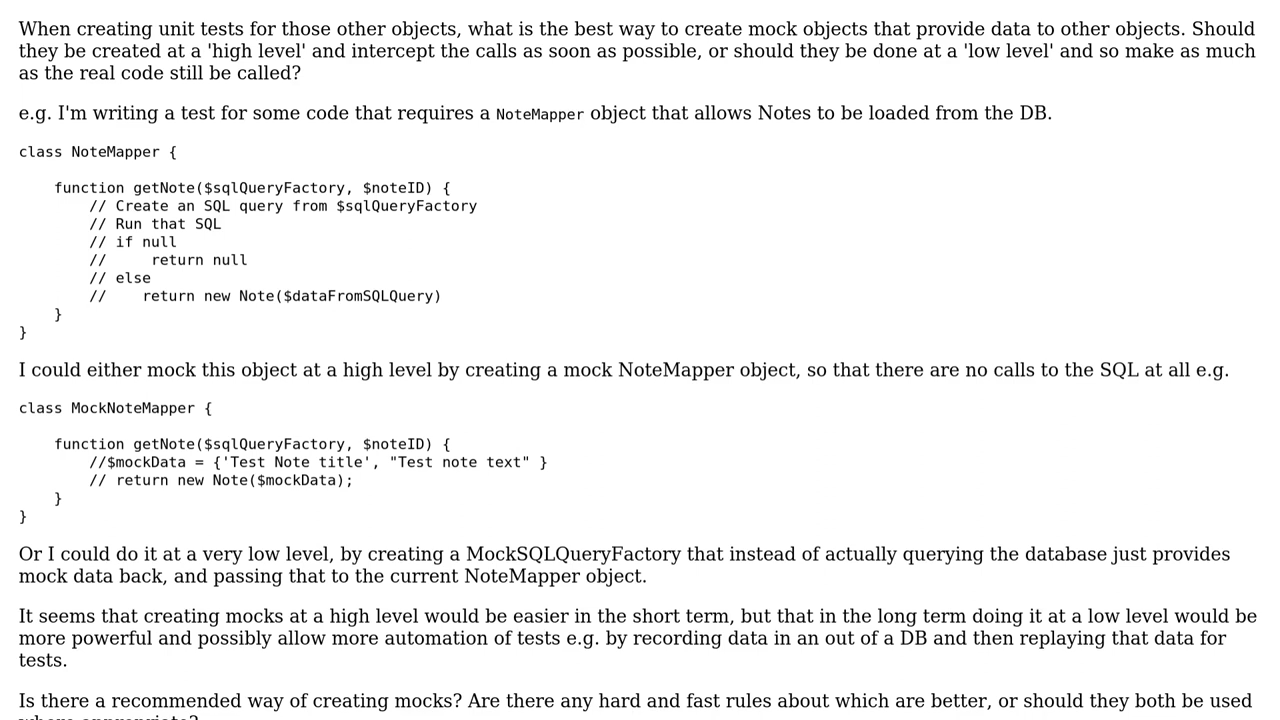 When creating unit tests for those other objects, what is the best way to create mock objects that provide data to other objects. Should
they be created at a 'high level' and intercept the calls as soon as possible, or should they be done at a 'low level' and so make as much
as the real code still be called?
e.g. I'm writing a test for some code that requires a NoteMapper object that allows Notes to be loaded from the DB.
class NoteMapper {
    function getNote($sqlQueryFactory, $noteID) {
        // Create an SQL query from $sqlQueryFactory
        // Run that SQL
        // if null
        //     return null
        // else
        //    return new Note($dataFromSQLQuery)
    }
}
I could either mock this object at a high level by creating a mock NoteMapper object, so that there are no calls to the SQL at all e.g.
class MockNoteMapper {
    function getNote($sqlQueryFactory, $noteID) {
        //$mockData = {'Test Note title', "Test note text" }
        // return new Note($mockData);
    }
}
Or I could do it at a very low level, by creating a MockSQLQueryFactory that instead of actually querying the database just provides
mock data back, and passing that to the current NoteMapper object.
It seems that creating mocks at a high level would be easier in the short term, but that in the long term doing it at a low level would be
more powerful and possibly allow more automation of tests e.g. by recording data in an out of a DB and then replaying that data for
tests.
Is there a recommended way of creating mocks? Are there any hard and fast rules about which are better, or should they both be used